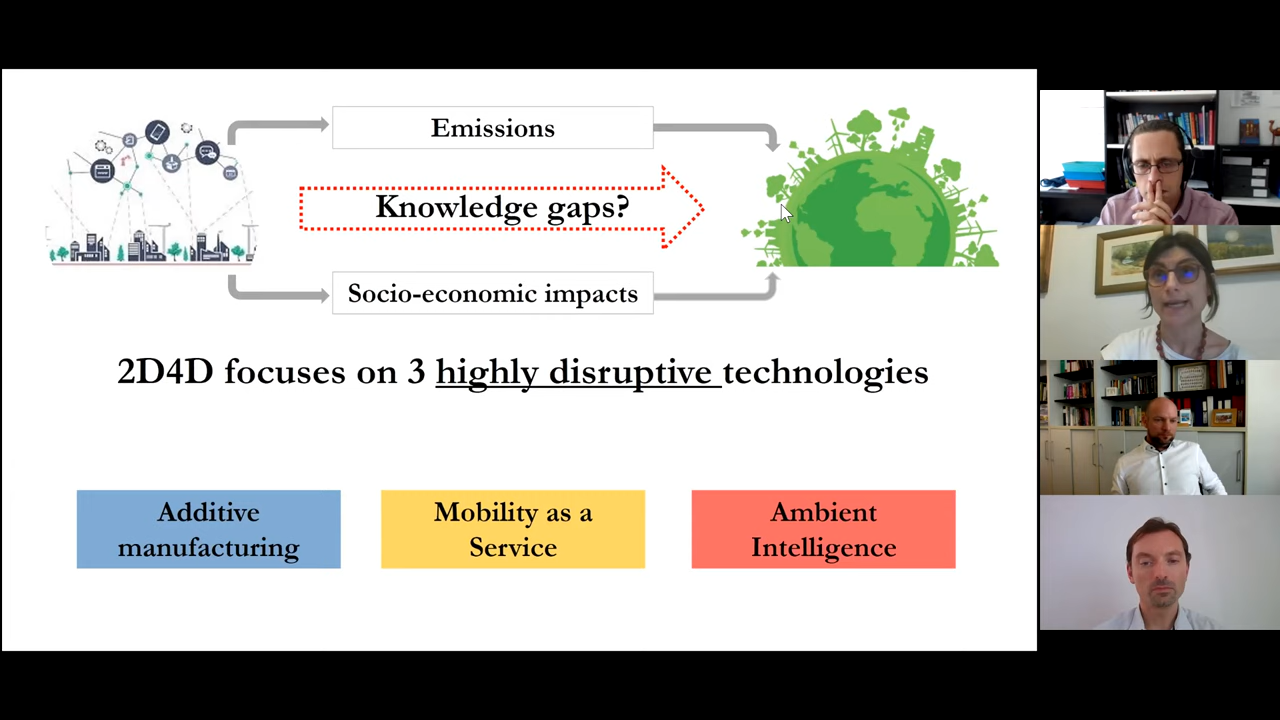 Emissions
Knowledge gaps?
Socio-economic impacts
2D4D focuses on 3 highly disruptive technologies
Additive
manufacturing
Mobility as a
Service
Ambient
Intelligence